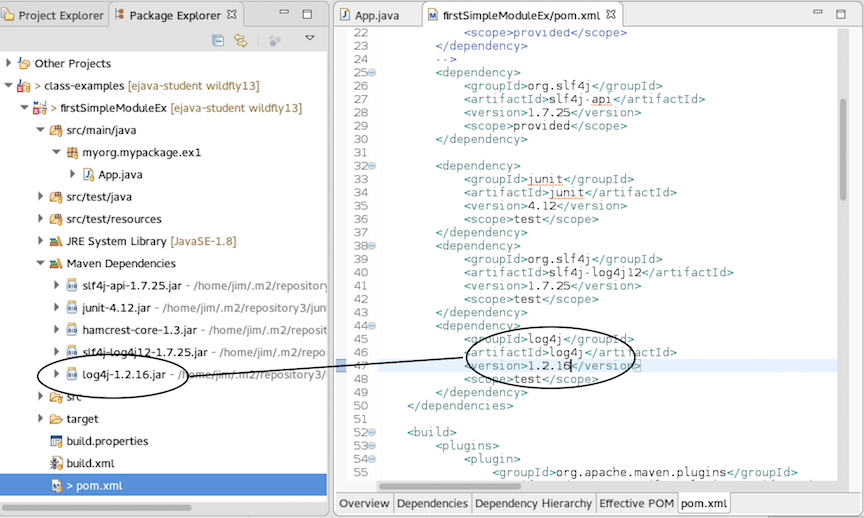 Project Explorer
Package Explorer
Other Projects
> class-examples [ejava-student wildfly13]
> firstSimpleModuleEx [ejava-student wildfly13]
src/main/java
myorg.mypackage.ex1
App.java
src/test/java
src/test/resources
JRE System Library [JavaSE-1.8]
Maven Dependencies
slf4j-api-1.7.25.jar - /home/jim/.m2/repository
junit-4.12.jar - /home/jim/.m2/repository3/jun
hamcrest-core-1.3.jar - /home/jim/.m2/reposit
slf4j-log4j12-1.7.25.jar - /home/jim/.m2/repos
log4j-1.2.16.jar - /home/jim/.m2/repository3/
src
target
build.properties
build.xml
> pom.xml
App.java
firstSimpleModuleEx/pom.xml
22 <scope>provided</scope>
23 </dependency>
24 -->
25 <dependency>
26 <groupId>org.slf4j</groupId>
27 <artifactId>slf4j-api</artifactId>
28 <version>1.7.25</version>
29 <scope>provided</scope>
30 </dependency>
31
32 <dependency>
33 <groupId>junit</groupId>
34 <artifactId>junit</artifactId>
35 <version>4.12</version>
36 <scope>test</scope>
37 </dependency>
38 <dependency>
39 <groupId>org.slf4j</groupId>
40 <artifactId>slf4j-log4j12</artifactId>
41 <version>1.7.25</version>
42 <scope>test</scope>
43 </dependency>
44 <dependency>
45 <groupId>log4j</groupId>
46 <artifactId>log4j</artifactId>
47 <version>1.2.16</version>
48 <scope>test</scope>
49 </dependency>
50 </dependencies>
51
52 <build>
53 <plugins>
54 <plugin>
55 <groupId>org.apache.maven.plugins</groupId>
Overview
Dependencies
Dependency Hierarchy
Effective POM
pom.xml